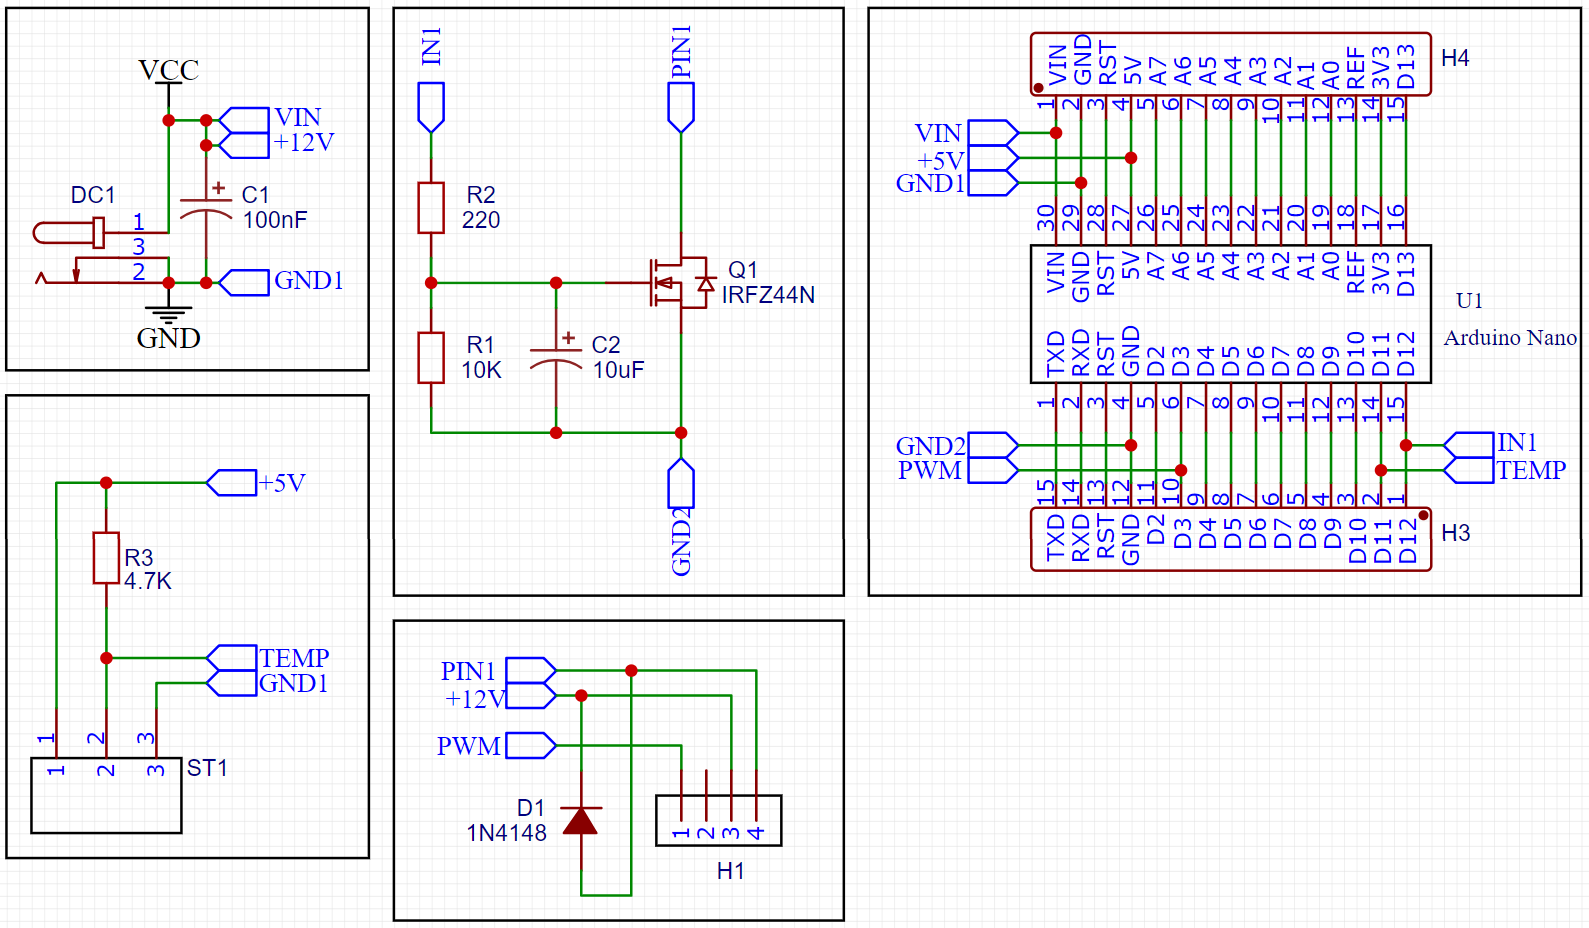 VCC
VIN
+12V
DC1
C1
100nF
1
3
2
GND1
GND
+5V
R3
4.7K
TEMP
GND1
1 2 3
1 2 3
ST1
IN1
PIN1
R2
220
Q1
IRFZ44N
R1
10K
C2
10uF
GND2
PIN1
+12V
PWM
D1
1N4148
1 2 3 4
H1
VIN GND RST 5V A7 A6 A5 A4 A3 A2 A1 A0 REF 3V3 D13
H4
1 2 3 4 5 6 7 8 9 10 11 12 13 14 15
VIN
+5V
GND1
30 29 28 27 26 25 24 23 22 21 20 19 18 17 16
VIN GND RST 5V A7 A6 A5 A4 A3 A2 A1 A0 REF 3V3 D13
U1
Arduino Nano
TXD RXD RST GND D2 D3 D4 D5 D6 D7 D8 D9 D10 D11 D12
1 2 3 4 5 6 7 8 9 10 11 12 13 14 15
GND2
PWM
IN1
TEMP
15 14 13 12 11 10 9 8 7 6 5 4 3 2 1
TXD RXD RST GND D2 D3 D4 D5 D6 D7 D8 D9 D10 D11 D12
H3